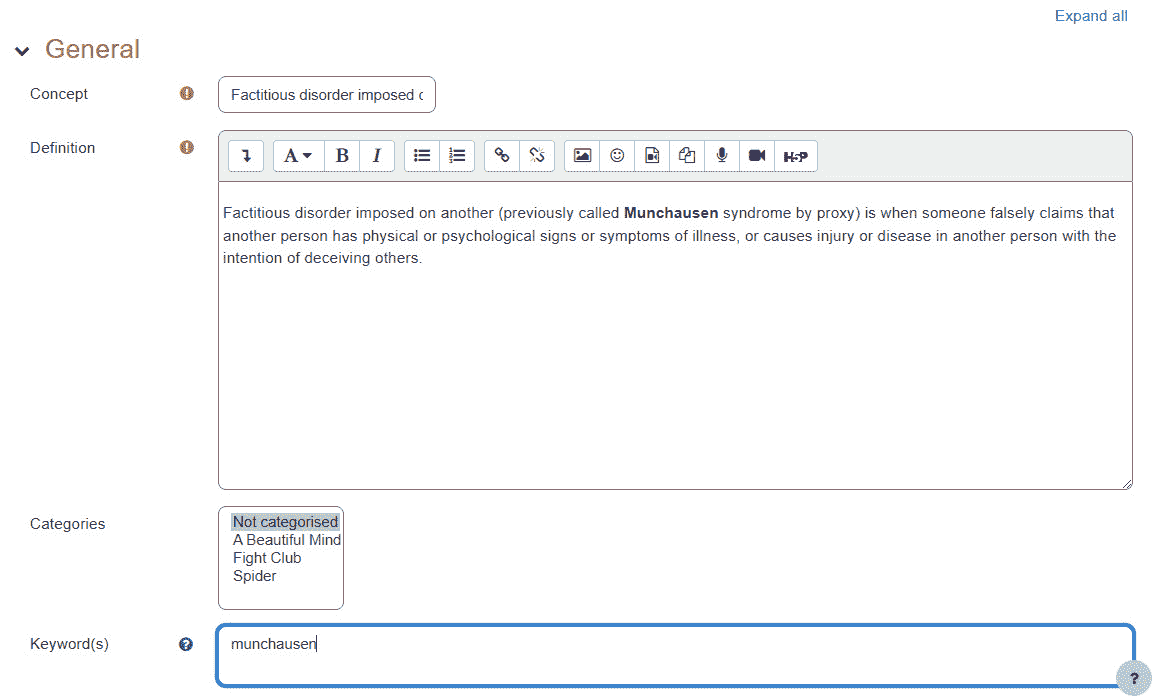 Expand all
General
Concept
Factitious disorder imposed c
Definition
A B I H5P
Factitious disorder imposed on another (previously called Munchausen syndrome by proxy) is when someone falsely claims that
another person has physical or psychological signs or symptoms of illness, or causes injury or disease in another person with the
intention of deceiving others.
Categories
Not categorised
A Beautiful Mind
Fight Club
Spider
Keyword(s)
munchausen
?